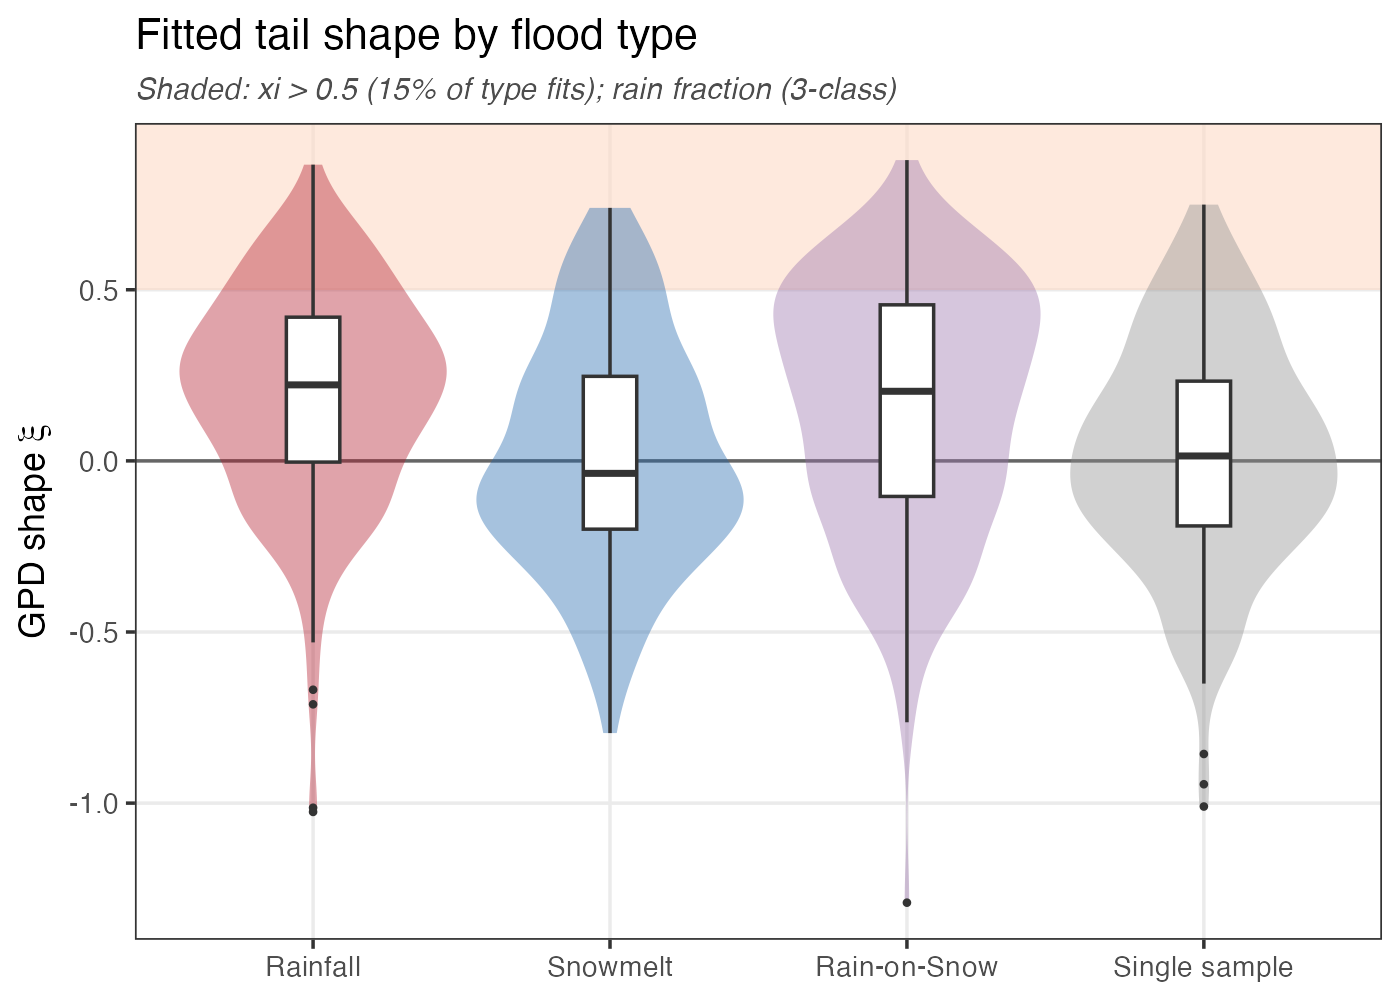 Fitted tail shape by flood type
Shaded: xi > 0.5 (15% of type fits); rain fraction (3-class)
GPD shape ξ
0.5
0.0
-0.5
-1.0
Rainfall
Snowmelt
Rain-on-Snow
Single sample